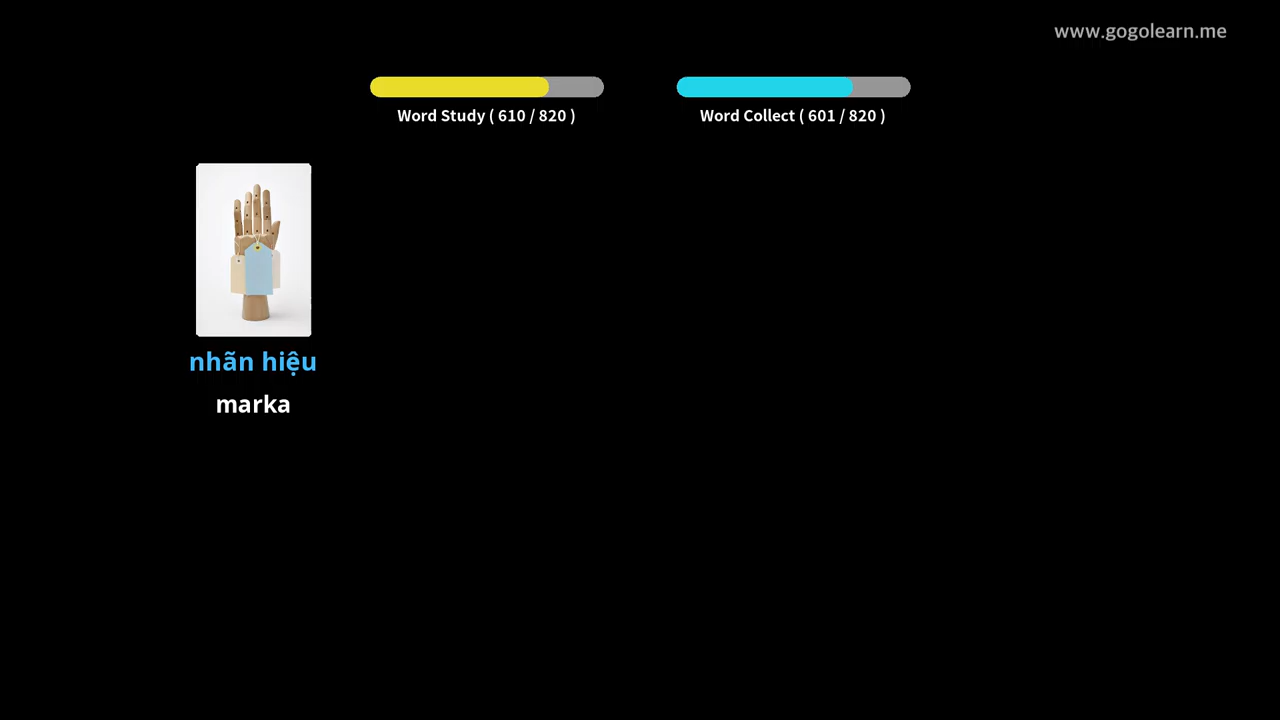 www.gogolearn.me
Word Study ( 610 / 820 )
Word Collect ( 601 / 820 )
nhãn hiệu
marka